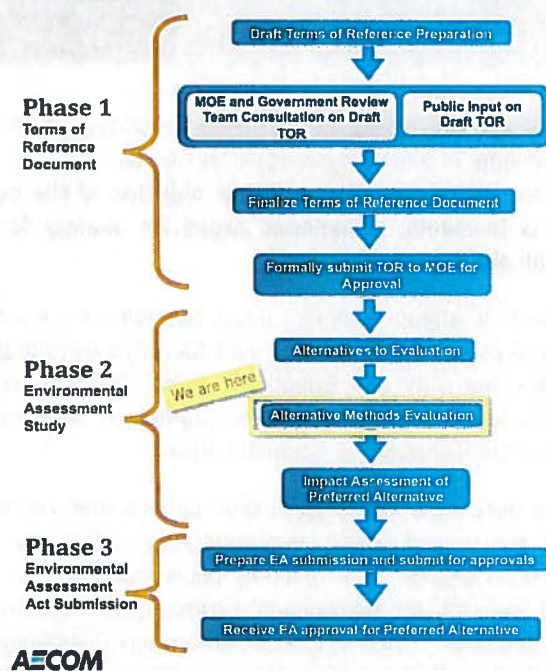 Draft Terms of Reference Preparation
Phase 1
Terms of
Reference
Document
MOE and Government Review
Team Consultation on Draft
TOR
Public Input on
Draft TOR
Finalize Terms of Reference Document
Formally submit TOR to MOE for
Approval
Phase 2
Environmental
Assessment
Study
Alternatives to Evaluation
We are here
Alternative Methods Evaluation
Impact Assessment of
Preferred Alternative
Phase 3
Environmental
Assessment
Act Submission
Prepare EA submission and submit for approvals
Receive EA approval for Preferred Alternative
AECOM